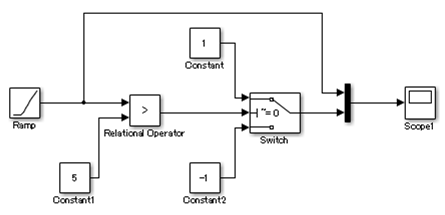 1
Constant
>
~= 0
Ramp
Relational Operator
Switch
Scope1
5
Constant1
-1
Constant2